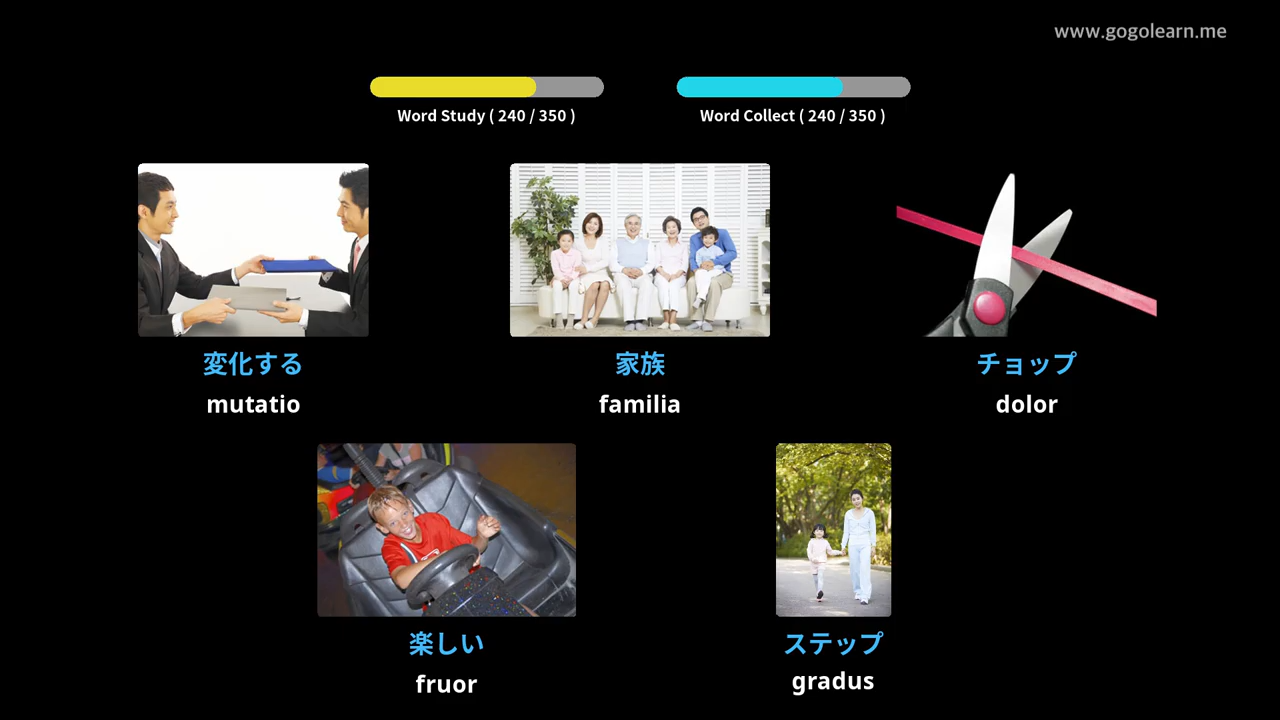 www.gogolearn.me
Word Study ( 240 / 350 )
Word Collect ( 240 / 350 )
変化する
mutatio
家族
familia
チョップ
dolor
楽しい
fruor
ステップ
gradus